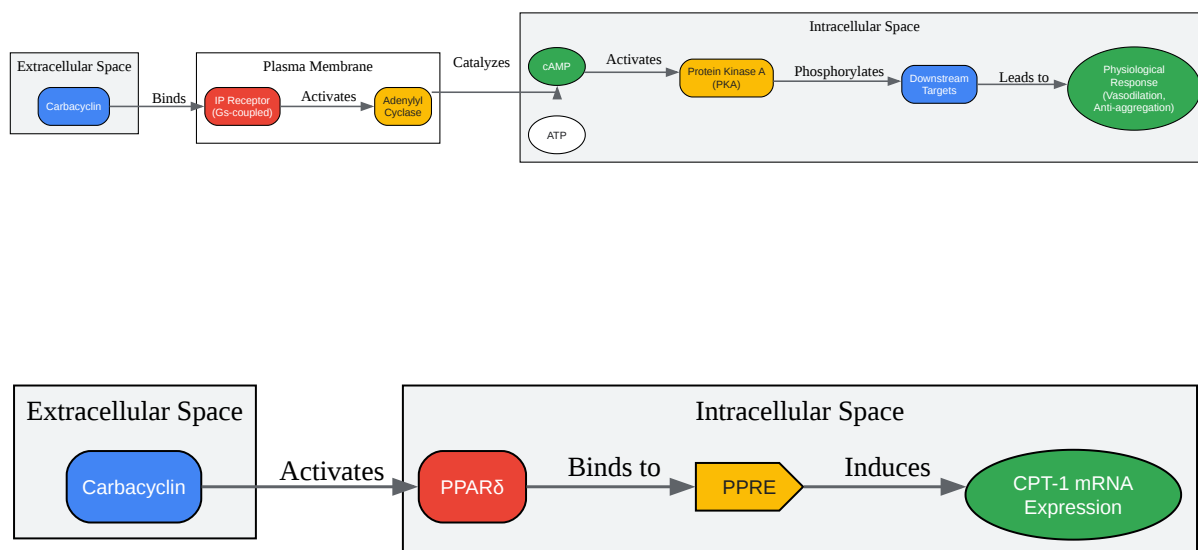 Intracellular Space
Extracellular Space
Plasma Membrane
Catalyzes
Carbacyclin
Binds
IP Receptor
(Gs-coupled)
Activates
Adenylyl
Cyclase
cAMP
Activates
Protein Kinase A
(PKA)
Phosphorylates
Downstream
Targets
Leads to
Physiological
Response
(Vasodilation,
Anti-aggregation)
ATP
Extracellular Space
Intracellular Space
Carbacyclin
Activates
PPARδ
Binds to
PPRE
Induces
CPT-1 mRNA
Expression